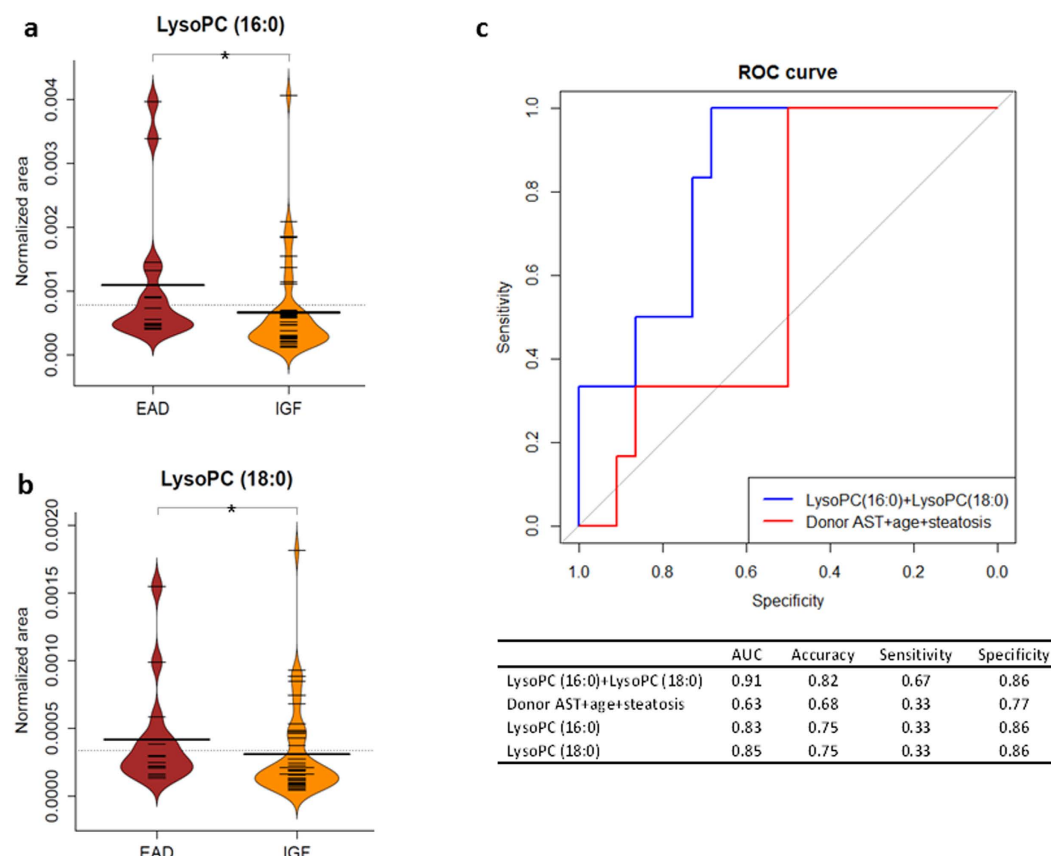 a
LysoPC (16:0)
*
Normalized area
0.004
0.003
0.002
0.001
0.000
EAD IGF
b
LysoPC (18:0)
*
Normalized area
0.0020
0.0015
0.0010
0.0005
0.0000
EAD IGF
c
ROC curve
Sensitivity
1.0
0.8
0.6
0.4
0.2
0.0
LysoPC(16:0)+LysoPC(18:0)
Donor AST+age+steatosis
1.0 0.8 0.6 0.4 0.2 0.0
Specificity
AUC Accuracy Sensitivity Specificity
LysoPC (16:0)+LysoPC (18:0) 0.91 0.82 0.67 0.86
Donor AST+age+steatosis 0.63 0.68 0.33 0.77
LysoPC (16:0) 0.83 0.75 0.33 0.86
LysoPC (18:0) 0.85 0.75 0.33 0.86